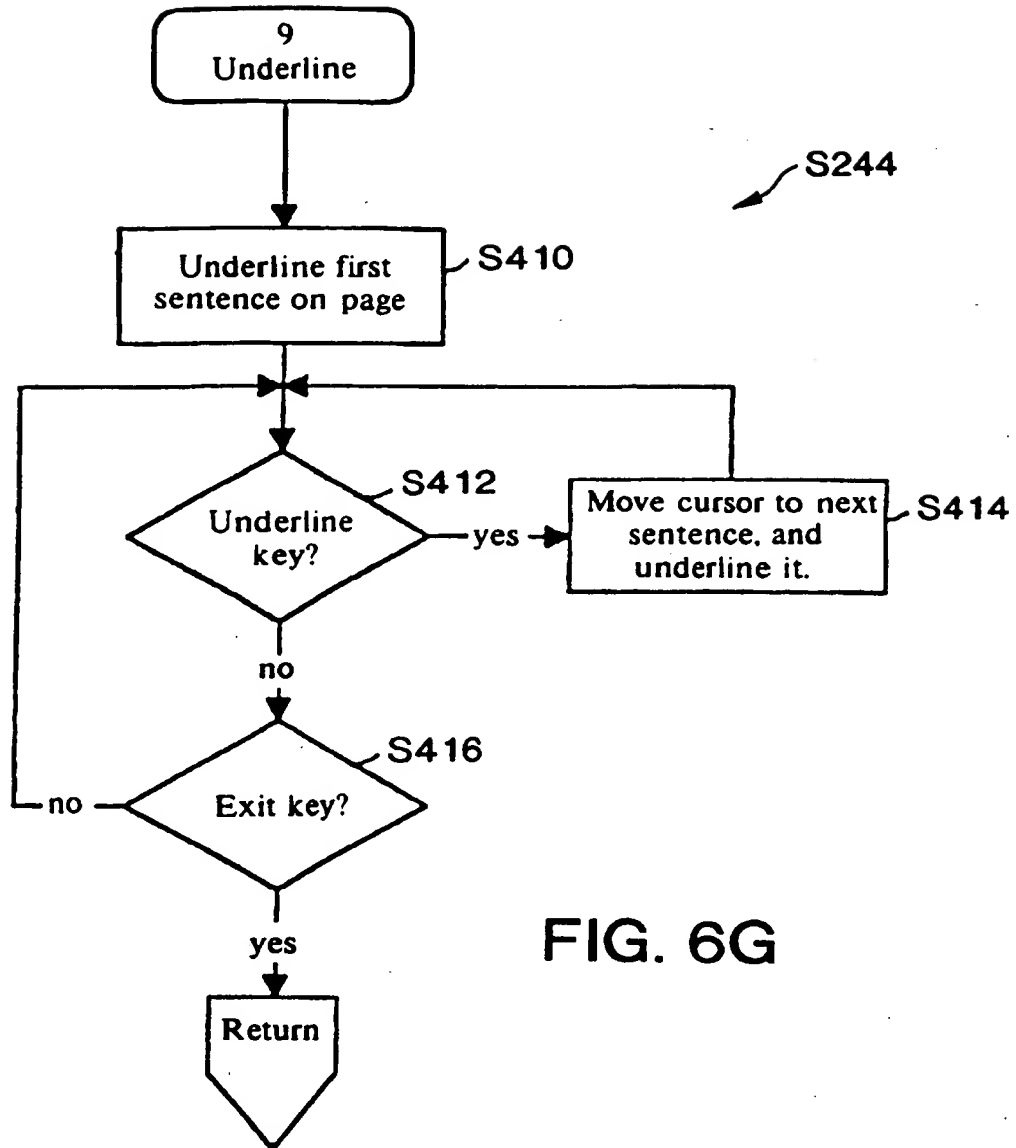 9
Underline
S244
Underline first
sentence on page
S410
Underline
key?
S412
yes
Move cursor to next
sentence, and
underline it.
S414
no
Exit key?
S416
no
yes
Return
FIG. 6G